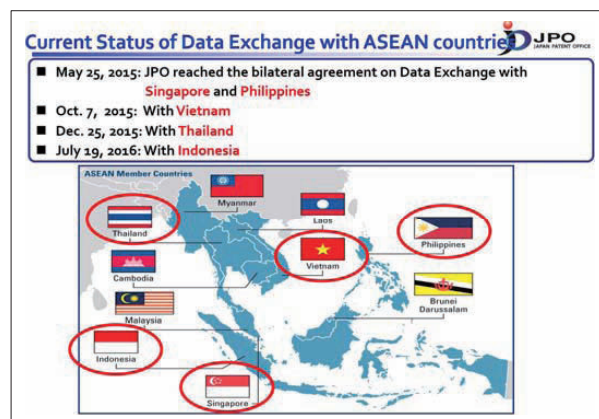 Current Status of Data Exchange with ASEAN countries
JPO
JAPAN PATENT OFFICE
■ May 25, 2015: JPO reached the bilateral agreement on Data Exchange with
Singapore and Philippines
■ Oct. 7, 2015: With Vietnam
■ Dec. 25, 2015: With Thailand
■ July 19, 2016: With Indonesia
ASEAN Member Countries
Myanmar
Laos
Thailand
Philippines
Vietnam
Cambodia
Brunei
Darussalam
Malaysia
Indonesia
Singapore